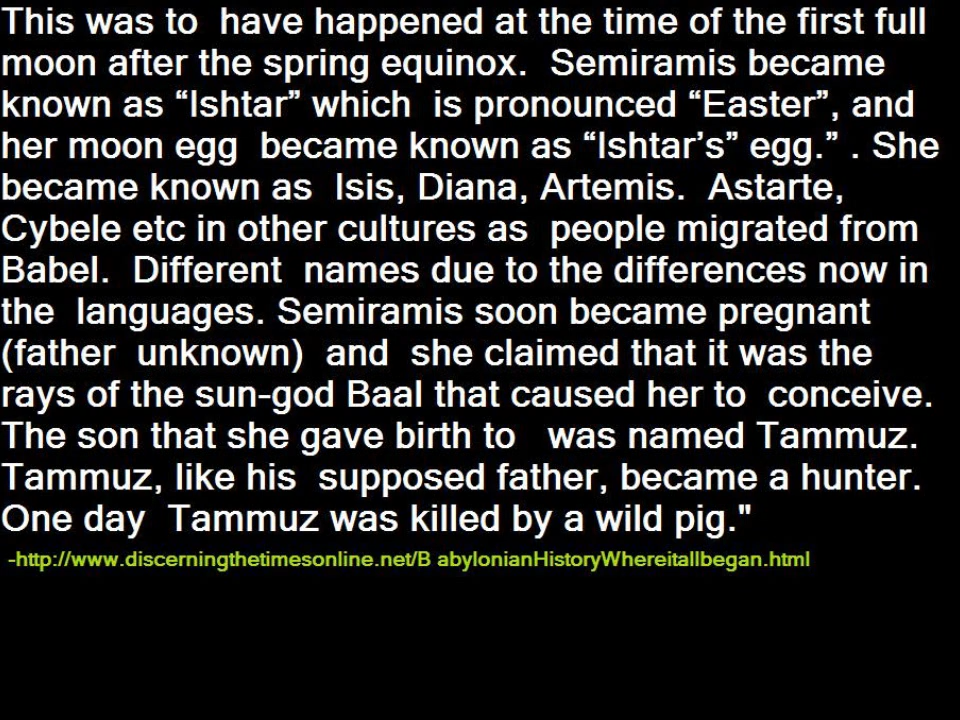 This was to  have happened at the time of the first full
moon after the spring equinox.  Semiramis became
known as “Ishtar” which  is pronounced “Easter”, and
her moon egg  became known as “Ishtar’s” egg.” . She
became known as  Isis, Diana, Artemis.  Astarte,
Cybele etc in other cultures as  people migrated from
Babel.  Different  names due to the differences now in
the  languages. Semiramis soon became pregnant
(father  unknown)  and  she claimed that it was the
rays of the sun-god Baal that caused her to  conceive.
The son that she gave birth to   was named Tammuz.
Tammuz, like his  supposed father, became a hunter.
One day  Tammuz was killed by a wild pig."
-http://www.discerningthetimesonline.net/B abylonianHistoryWhereitallbegan.html